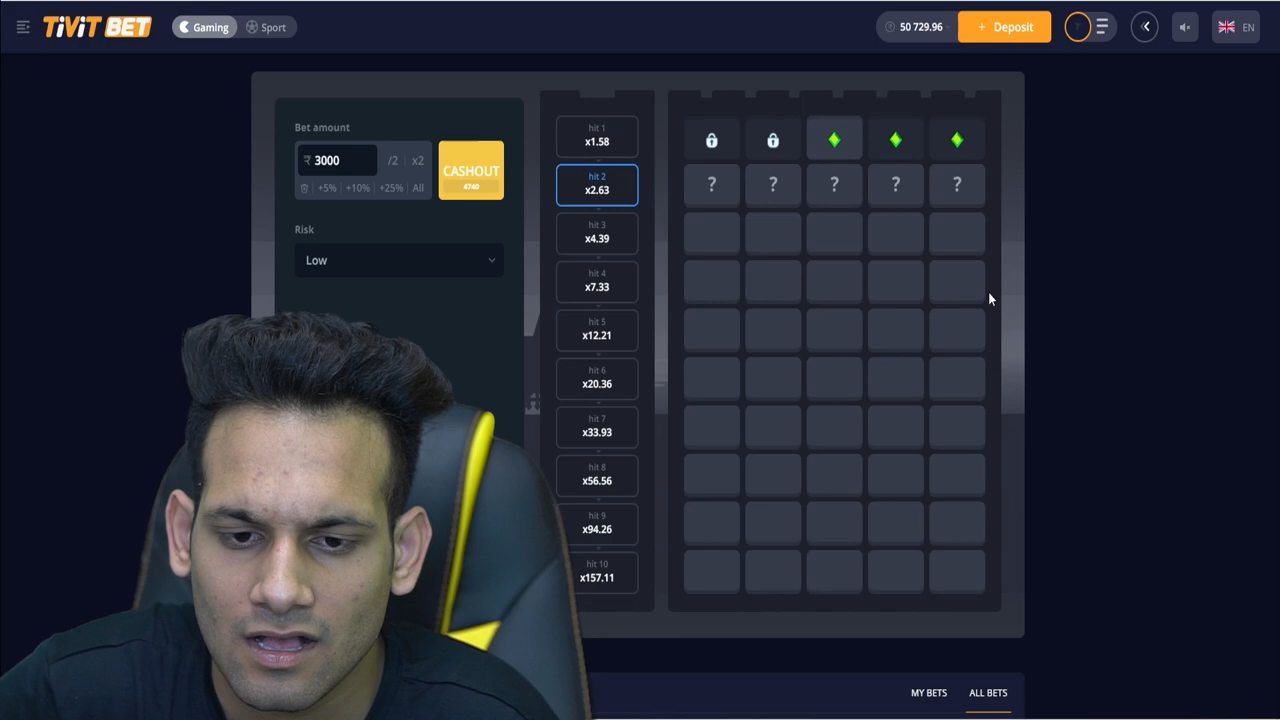 TiViT BET
Gaming
Sport
50 729.96
+ Deposit
EN
Bet amount
₹ 3000
/2
x2
CASHOUT
4740
+5%
+10%
+25%
All
Risk
Low
hit 1
x1.58
hit 2
x2.63
hit 3
x4.39
hit 4
x7.33
hit 5
x12.21
hit 6
x20.36
hit 7
x33.93
hit 8
x56.56
hit 9
x94.26
hit 10
x157.11
? ? ? ? ?
MY BETS
ALL BETS